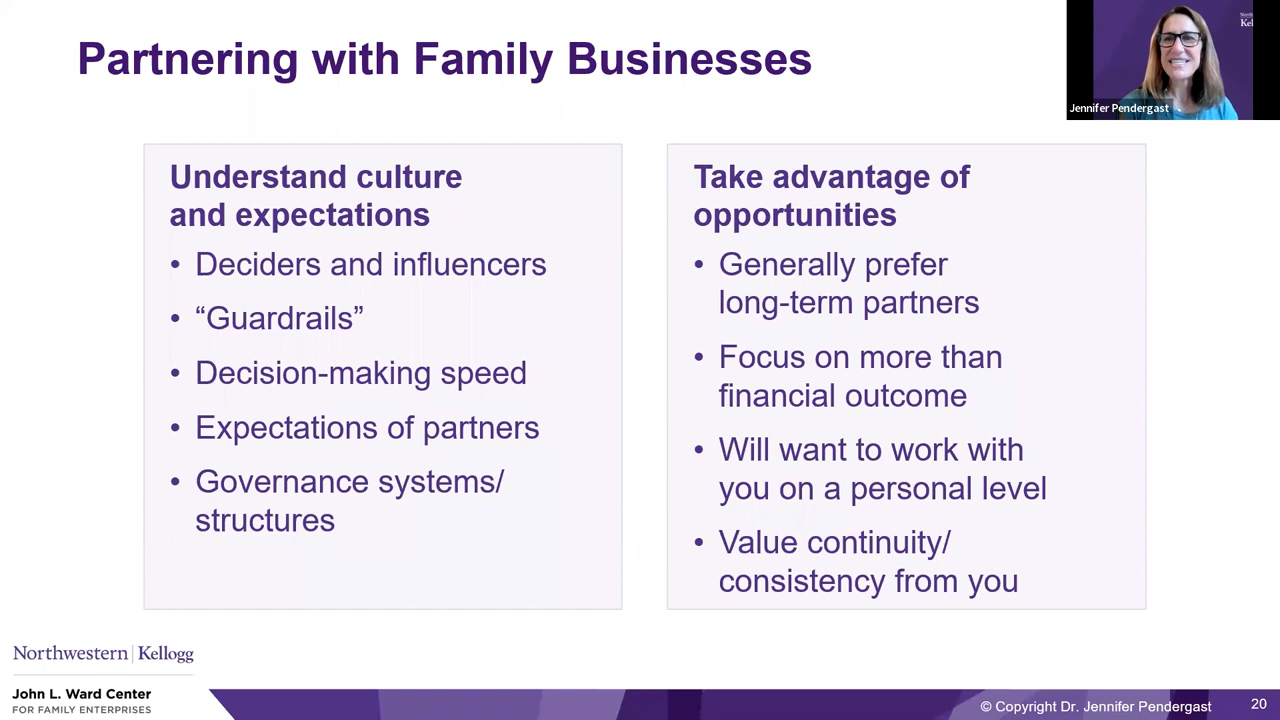 Partnering with Family Businesses
Jennifer Pendergast
Understand culture
and expectations
• Deciders and influencers
• “Guardrails”
• Decision-making speed
• Expectations of partners
• Governance systems/
structures
Take advantage of
opportunities
• Generally prefer
long-term partners
• Focus on more than
financial outcome
• Will want to work with
you on a personal level
• Value continuity/
consistency from you
Northwestern | Kellogg
John L. Ward Center
FOR FAMILY ENTERPRISES
© Copyright Dr. Jennifer Pendergast
20